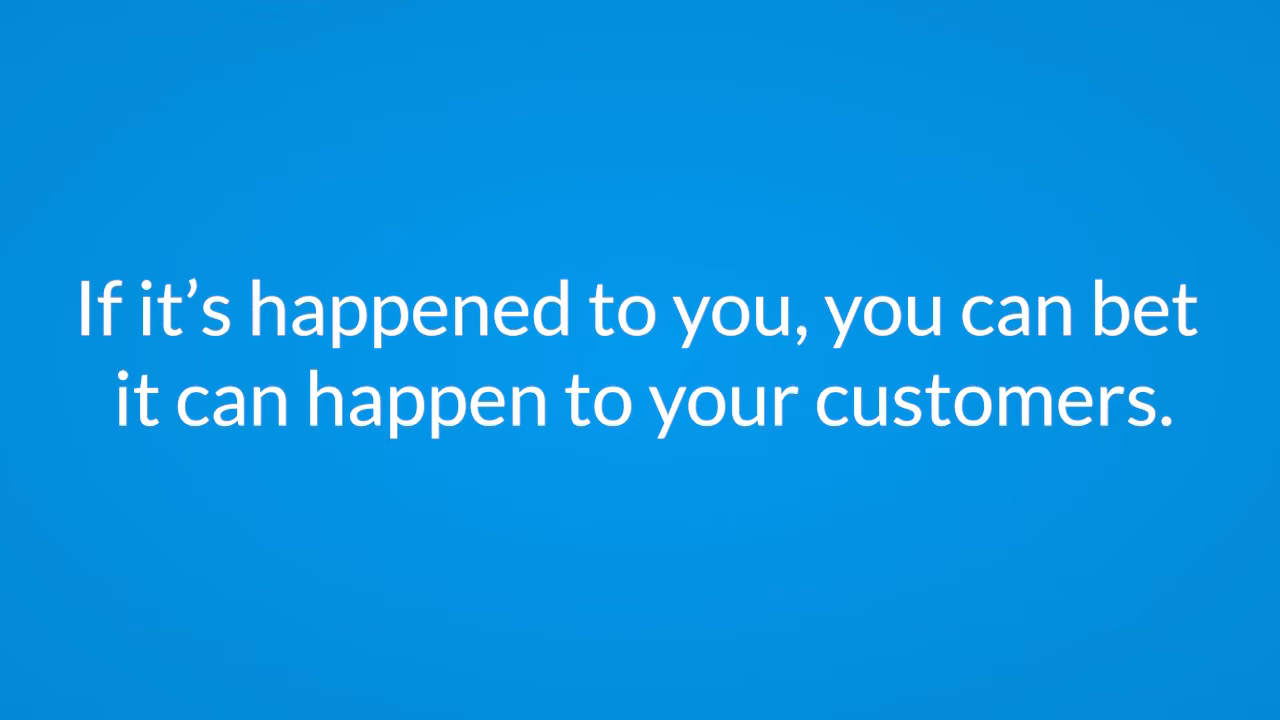 If it’s happened to you, you can bet
it can happen to your customers.